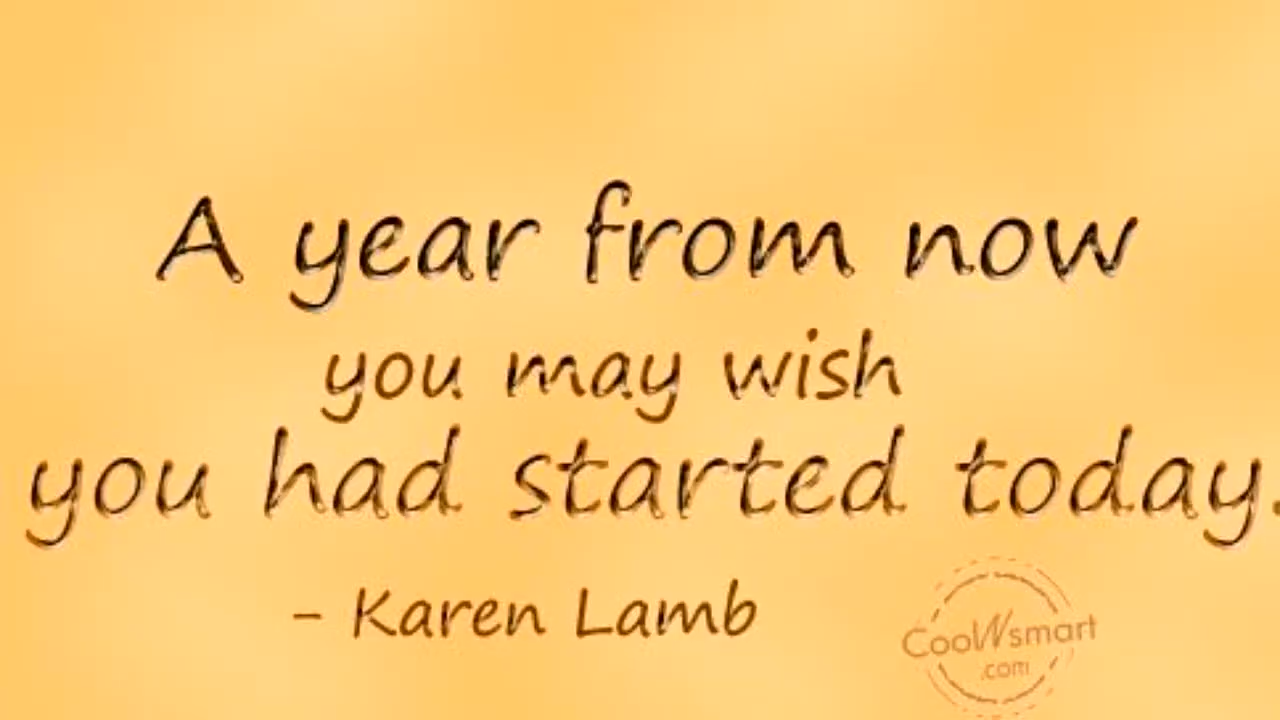 A year from now
you may wish
you had started today.
- Karen Lamb
CoolNsmart
.com